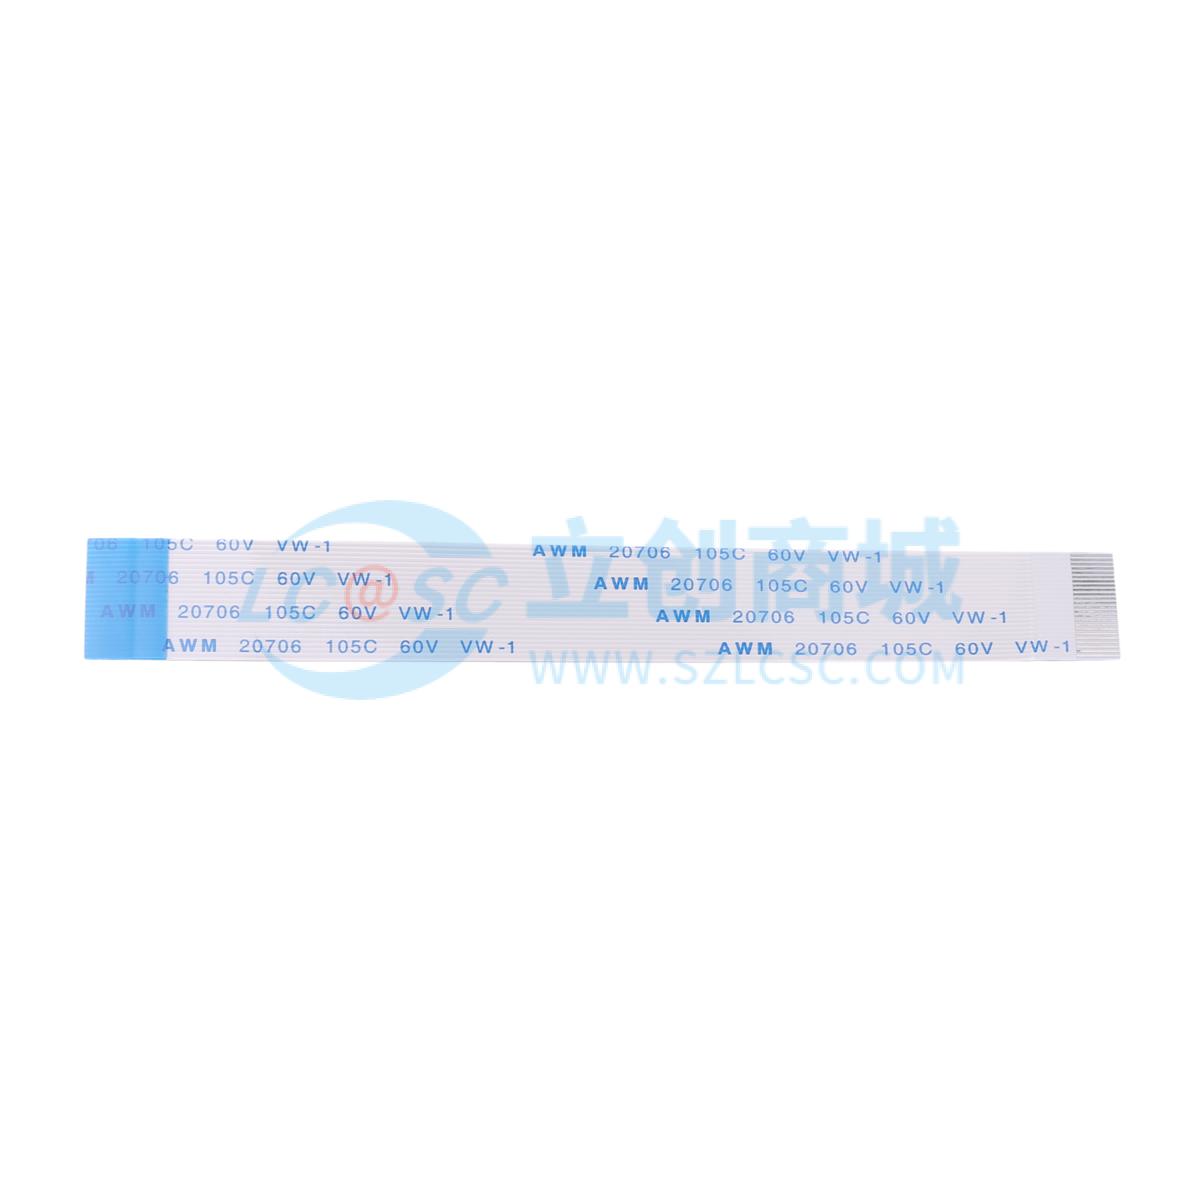 06 105C 60V VW-1 AWM 20706 105C 60V VW-1
M 20706 105C 60V VW-1 AWM 20706 105C 60V VW-1
AWM 20706 105C 60V VW-1 AWM 20706 105C 60V VW-1
AWM 20706 105C 60V VW-1 AWM 20706 105C 60V VW-1
LC@SC 立创商城
WWW.SZLCSC.COM